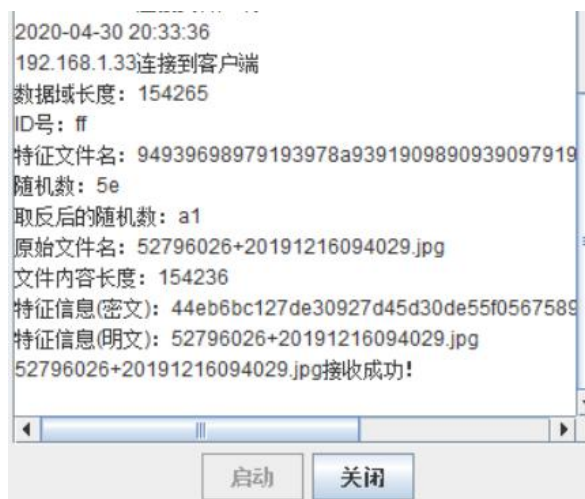 2020-04-30 20:33:36
192.168.1.33连接到客户端
数据域长度：154265
ID号：ff
特征文件名：94939698979193978a9391909890939097919
随机数：5e
取反后的随机数：a1
原始文件名：52796026+20191216094029.jpg
文件内容长度：154236
特征信息(密文)：44eb6bc127de30927d45d30de55f0567589
特征信息(明文)：52796026+20191216094029.jpg
52796026+20191216094029.jpg接收成功！
启动 关闭